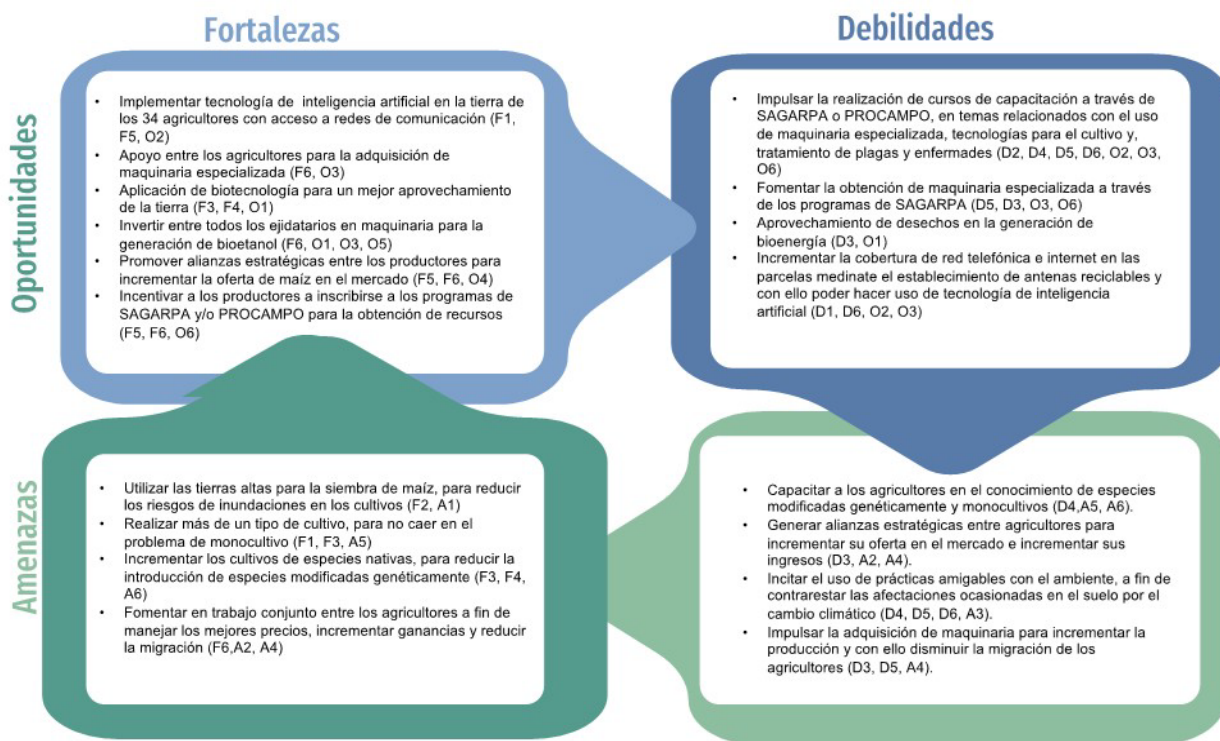 Fortalezas
Debilidades
Oportunidades
• Implementar tecnología de inteligencia artificial en la tierra de
los 34 agricultores con acceso a redes de comunicación (F1,
F5, O2)
• Apoyo entre los agricultores para la adquisición de
maquinaria especializada (F6, O3)
• Aplicación de biotecnología para un mejor aprovechamiento
de la tierra (F3, F4, O1)
• Invertir entre todos los ejidatarios en maquinaria para la
generación de bioetanol (F6, O1, O3, O5)
• Promover alianzas estratégicas entre los productores para
incrementar la oferta de maíz en el mercado (F5, F6, O4)
• Incentivar a los productores a inscribirse a los programas de
SAGARPA y/o PROCAMPO para la obtención de recursos
(F5, F6, O6)
• Impulsar la realización de cursos de capacitación a través de
SAGARPA o PROCAMPO, en temas relacionados con el uso
de maquinaria especializada, tecnologías para el cultivo y,
tratamiento de plagas y enfermades (D2, D4, D5, D6, O2, O3,
O6)
• Fomentar la obtención de maquinaria especializada a través
de los programas de SAGARPA (D5, D3, O3, O6)
• Aprovechamiento de desechos en la generación de
bioenergía (D3, O1)
• Incrementar la cobertura de red telefónica e internet en las
parcelas medinate el establecimiento de antenas reciclables y
con ello poder hacer uso de tecnología de inteligencia
artificial (D1, D6, O2, O3)
Amenazas
• Utilizar las tierras altas para la siembra de maíz, para reducir
los riesgos de inundaciones en los cultivos (F2, A1)
• Realizar más de un tipo de cultivo, para no caer en el
problema de monocultivo (F1, F3, A5)
• Incrementar los cultivos de especies nativas, para reducir la
introducción de especies modificadas genéticamente (F3, F4,
A6)
• Fomentar en trabajo conjunto entre los agricultores a fin de
manejar los mejores precios, incrementar ganancias y reducir
la migración (F6,A2, A4)
• Capacitar a los agricultores en el conocimiento de especies
modificadas genéticamente y monocultivos (D4,A5, A6).
• Generar alianzas estratégicas entre agricultores para
incrementar su oferta en el mercado e incrementar sus
ingresos (D3, A2, A4).
• Incitar el uso de prácticas amigables con el ambiente, a fin de
contrarestar las afectaciones ocasionadas en el suelo por el
cambio climático (D4, D5, D6, A3).
• Impulsar la adquisición de maquinaria para incrementar la
producción y con ello disminuir la migración de los
agricultores (D3, D5, A4).